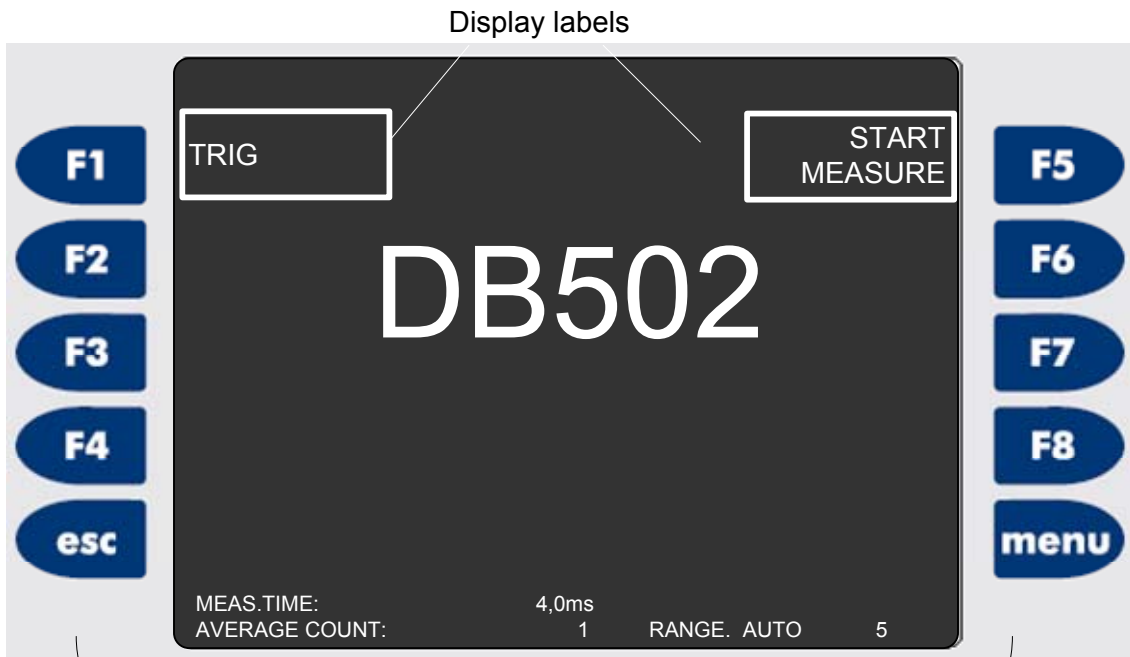 Display labels
F1
TRIG
START
MEASURE
F5
F2
DB502
F6
F3
F7
F4
F8
esc
menu
MEAS.TIME: 4,0ms
AVERAGE COUNT: 1 RANGE. AUTO 5